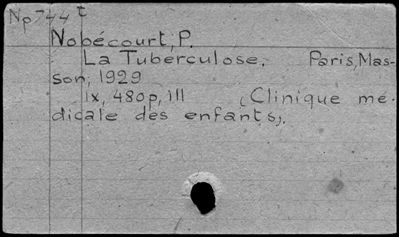 Np744t
Nobécourt, P.
La Tuberculose. Paris, Mas-
son, 1929
ix, 480p, ill (Clinique mé-
dicale des enfants).